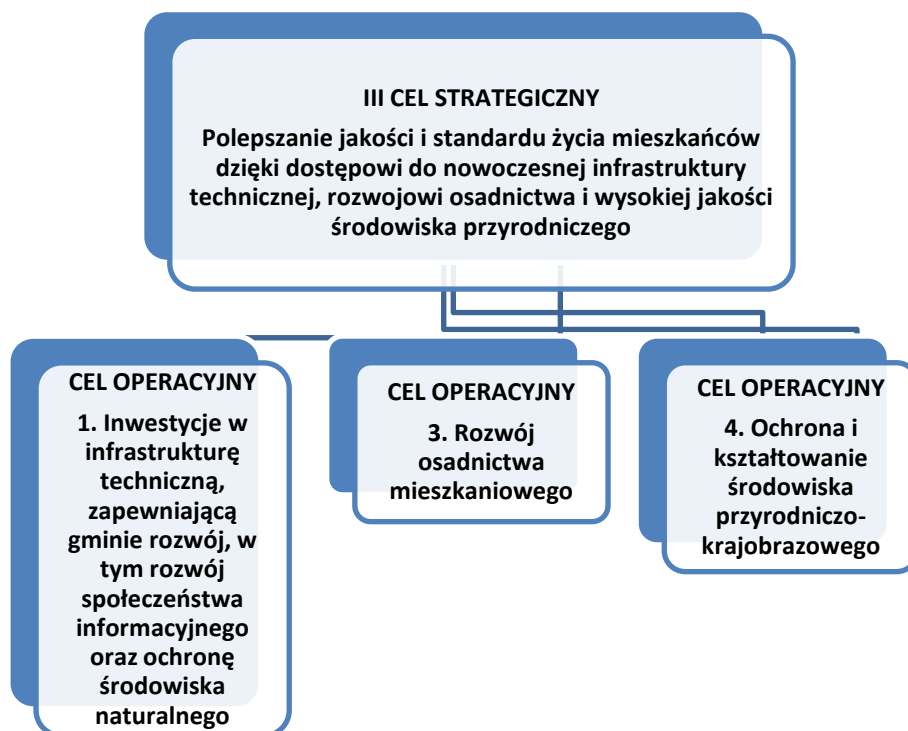 III CEL STRATEGICZNY
Polepszanie jakości i standardu życia mieszkańców
dzięki dostępowi do nowoczesnej infrastruktury
technicznej, rozwojowi osadnictwa i wysokiej jakości
środowiska przyrodniczego
CEL OPERACYJNY
1. Inwestycje w
infrastrukturę
techniczną,
zapewniającą
gminie rozwój, w
tym rozwój
społeczeństwa
informacyjnego
oraz ochronę
środowiska
naturalnego
CEL OPERACYJNY
3. Rozwój
osadnictwa
mieszkaniowego
CEL OPERACYJNY
4. Ochrona i
kształtowanie
środowiska
przyrodniczo-
krajobrazowego